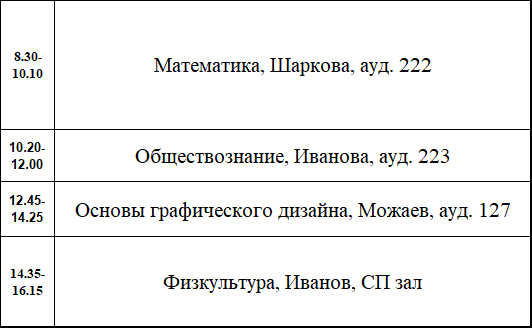 8.30-
10.10
Математика, Шаркова, ауд. 222
10.20-
12.00
Обществознание, Иванова, ауд. 223
12.45-
14.25
Основы графического дизайна, Можаев, ауд. 127
14.35-
16.15
Физкультура, Иванов, СП зал